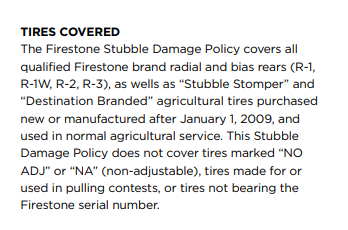 TIRES COVERED
The Firestone Stubble Damage Policy covers all
qualified Firestone brand radial and bias rears (R-1,
R-1W, R-2, R-3), as wells as “Stubble Stomper” and
“Destination Branded” agricultural tires purchased
new or manufactured after January 1, 2009, and
used in normal agricultural service. This Stubble
Damage Policy does not cover tires marked “NO
ADJ” or “NA” (non-adjustable), tires made for or
used in pulling contests, or tires not bearing the
Firestone serial number.